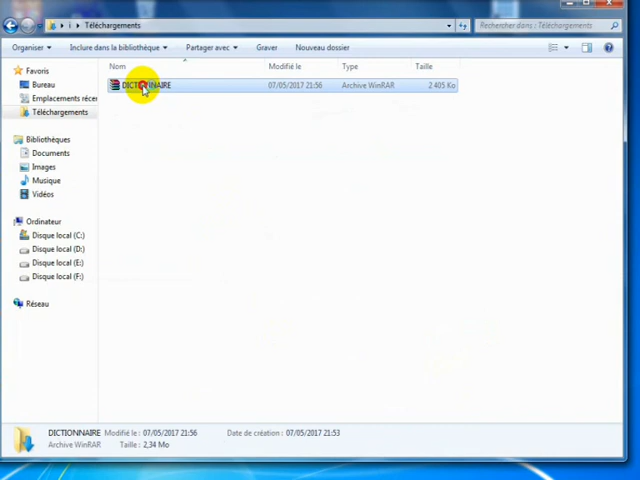 i ▸ Téléchargements
Rechercher dans : Téléchargements
Organiser Inclure dans la bibliothèque Partager avec Graver Nouveau dossier
Nom Modifié le Type Taille
Favoris
Bureau
Emplacements récer
Téléchargements
Bibliothèques
Documents
Images
Musique
Vidéos
Ordinateur
Disque local (C:)
Disque local (D:)
Disque local (E:)
Disque local (F:)
Réseau
DICTIONNAIRE 07/05/2017 21:56 Archive WinRAR 2 405 Ko
DICTIONNAIRE Modifié le : 07/05/2017 21:56 Date de création : 07/05/2017 21:53
Archive WinRAR Taille : 2,34 Mo